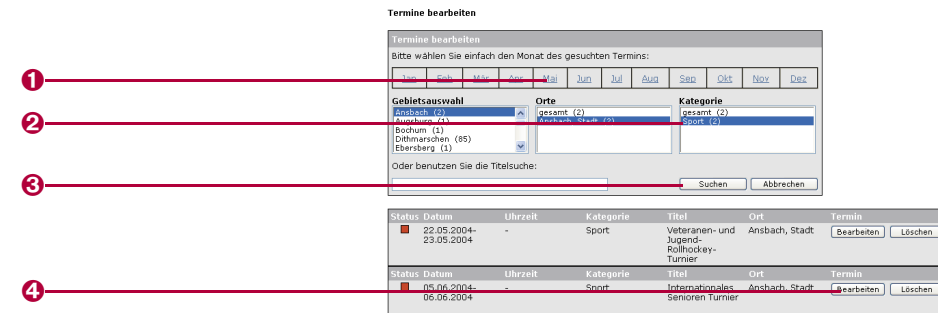 Termine bearbeiten
Termine bearbeiten
Bitte wählen Sie einfach den Monat des gesuchten Termins:
❶
Jan Feb Mär Apr Mai Jun Jul Aug Sep Okt Nov Dez
Gebietsauswahl Orte Kategorie
Ansbach (2) gesamt (2) gesamt (2)
❷
Augsburg (1) Ansbach, Stadt (2) Sport (2)
Bochum (1)
Dithmarschen (85)
Ebersberg (1)
Oder benutzen Sie die Titelsuche:
❸
Suchen Abbrechen
Status Datum Uhrzeit Kategorie Titel Ort Termin
22.05.2004- - Sport Veteranen- und Ansbach, Stadt Bearbeiten Löschen
23.05.2004 Jugend-
Rollhockey-
Turnier
Status Datum Uhrzeit Kategorie Titel Ort Termin
❹
05.06.2004- - Sport Internationales Ansbach, Stadt Bearbeiten Löschen
06.06.2004 Senioren Turnier